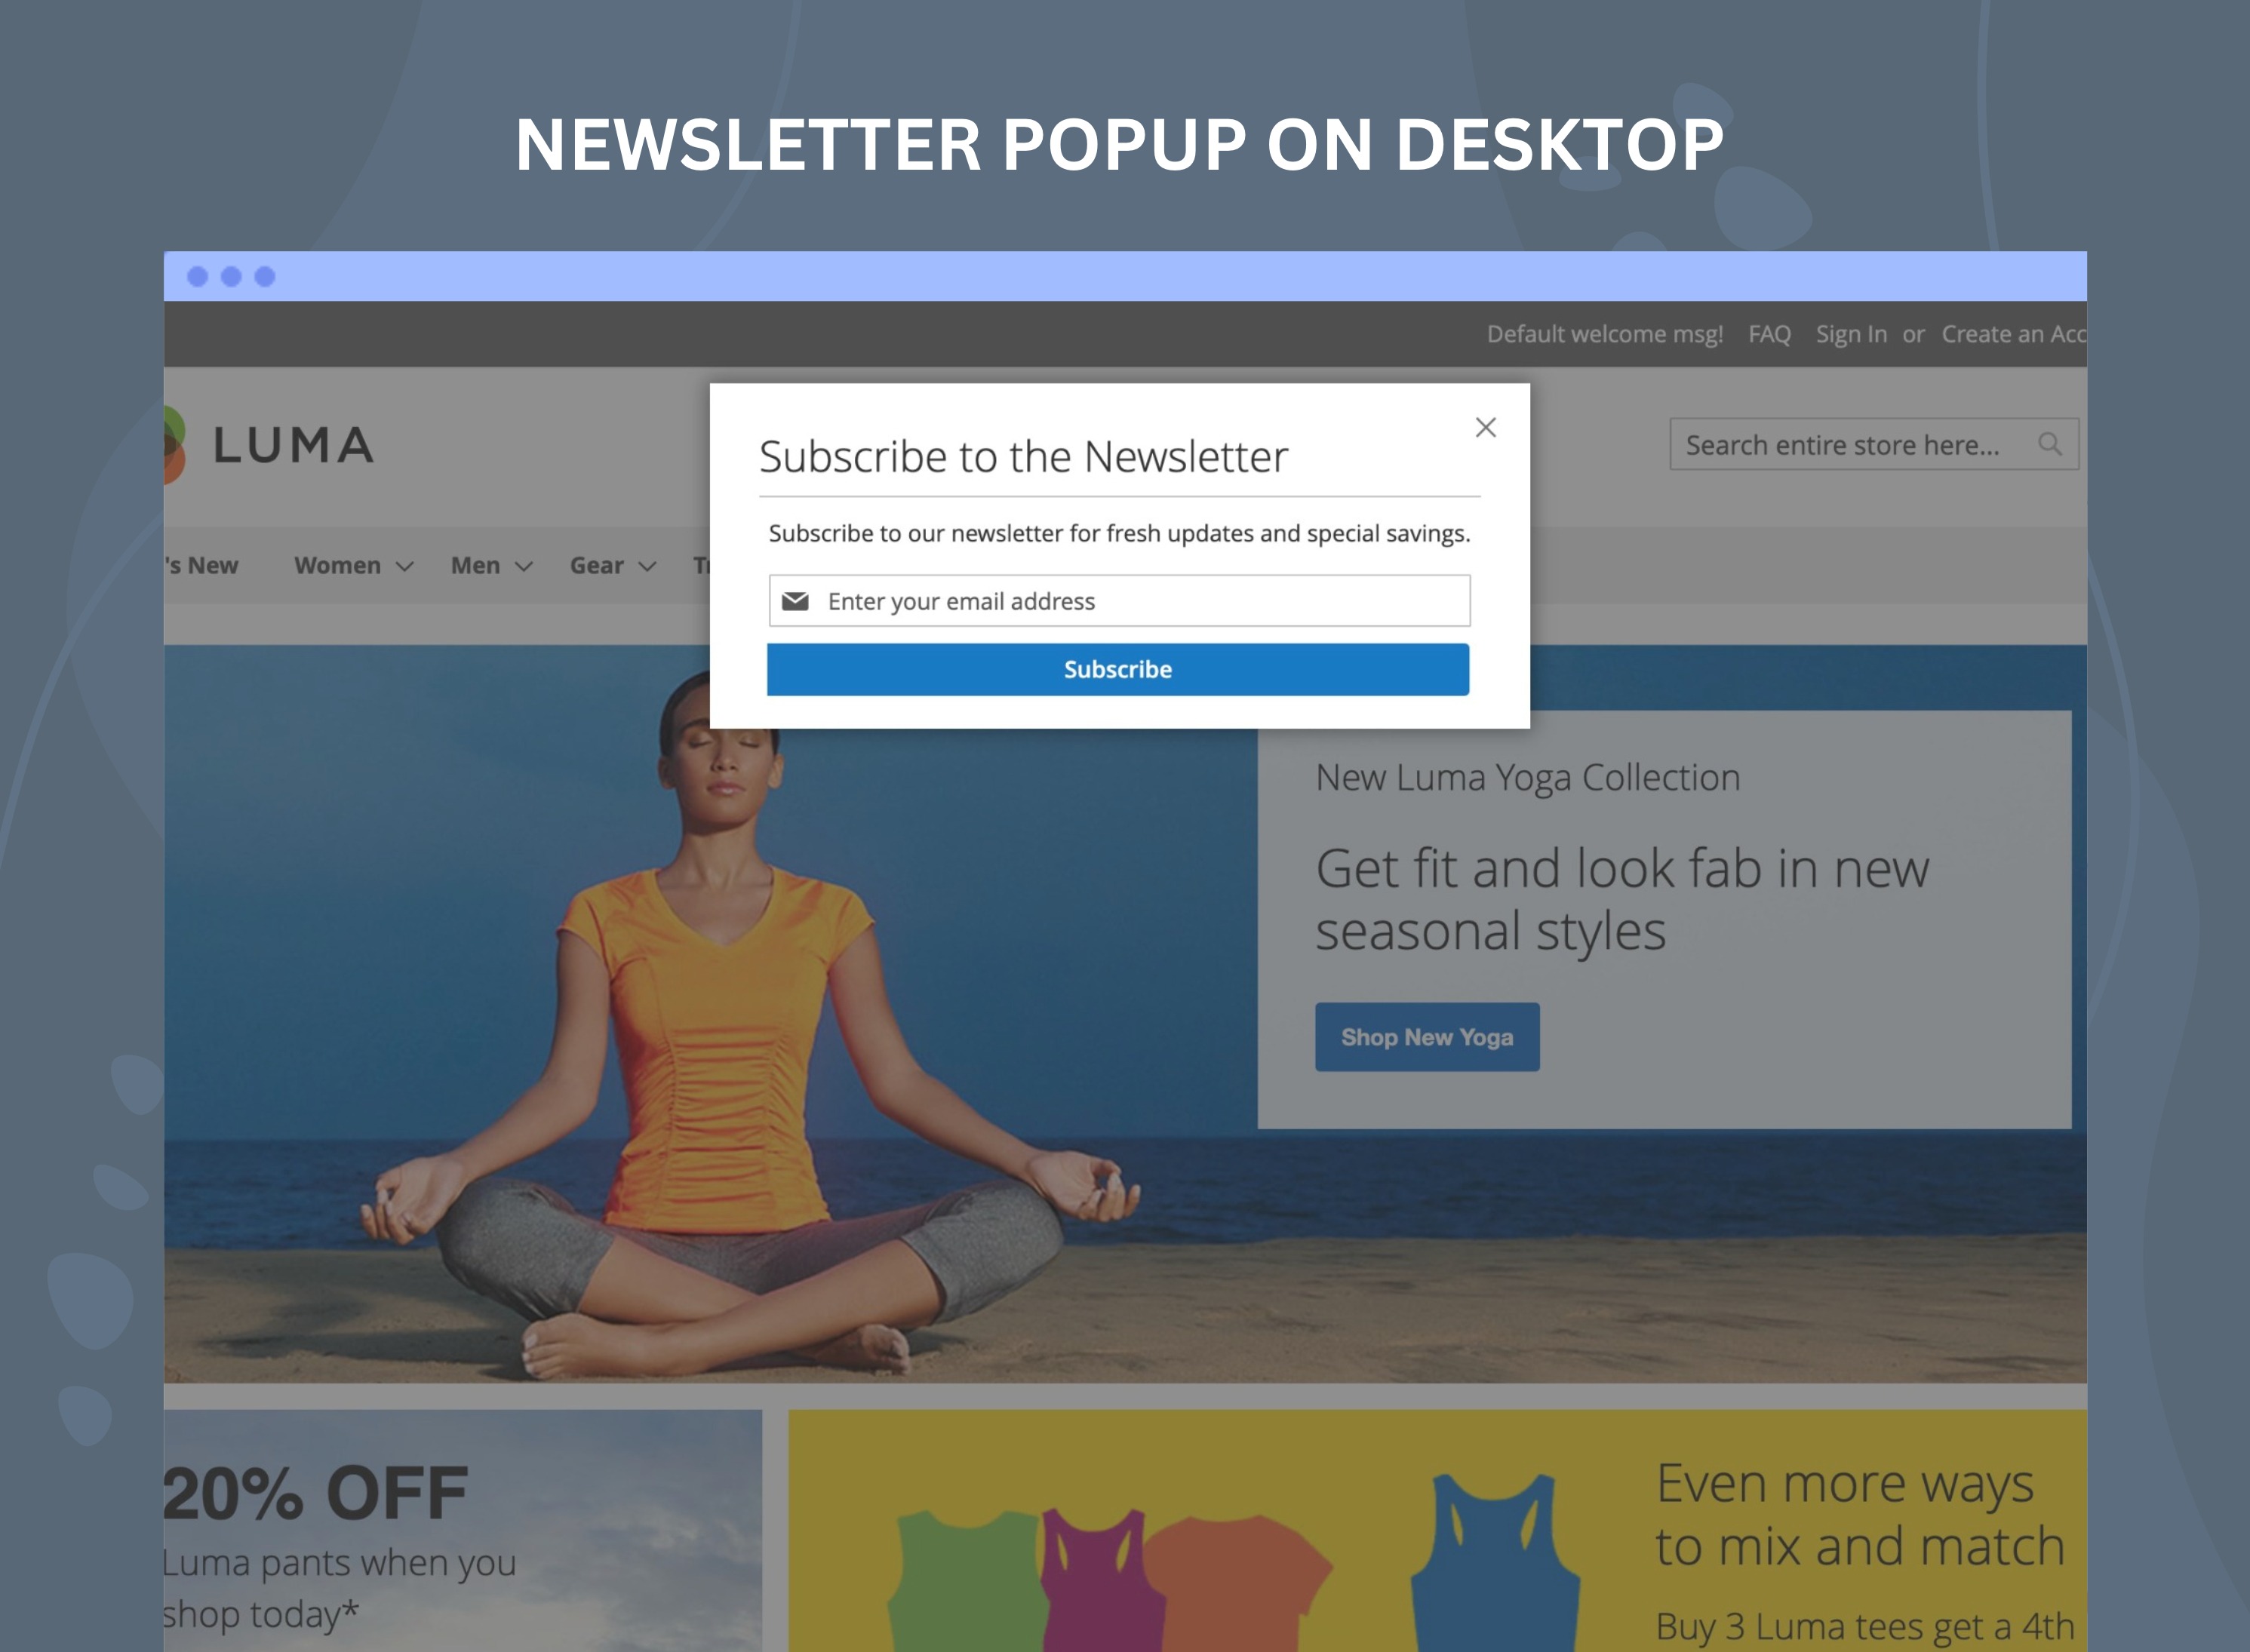 NEWSLETTER POPUP ON DESKTOP
Default welcome msg! FAQ Sign In or Create an Acc
LUMA
Search entire store here...
Subscribe to the Newsletter
Subscribe to our newsletter for fresh updates and special savings.
Enter your email address
Subscribe
's New Women Men Gear
New Luma Yoga Collection
Get fit and look fab in new
seasonal styles
Shop New Yoga
20% OFF
Luma pants when you
shop today*
Even more ways
to mix and match
Buy 3 Luma tees get a 4th